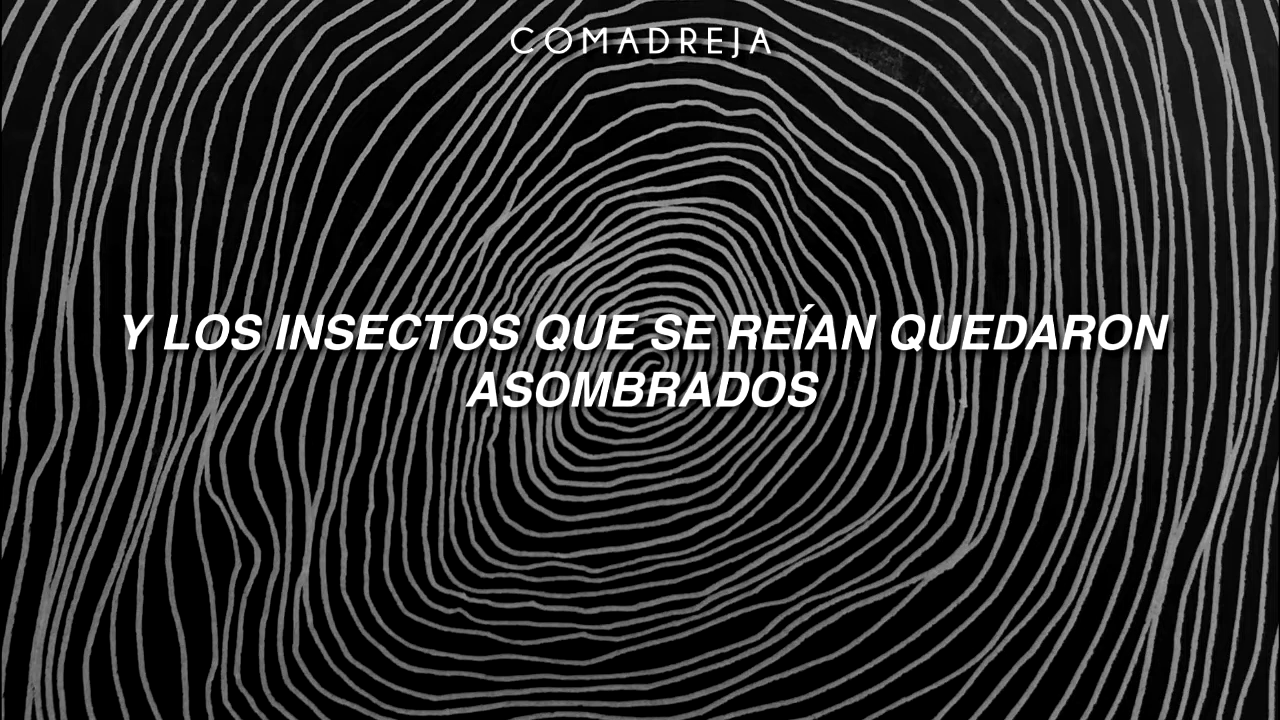 COMADREJA
Y LOS INSECTOS QUE SE REÍAN QUEDARON
ASOMBRADOS